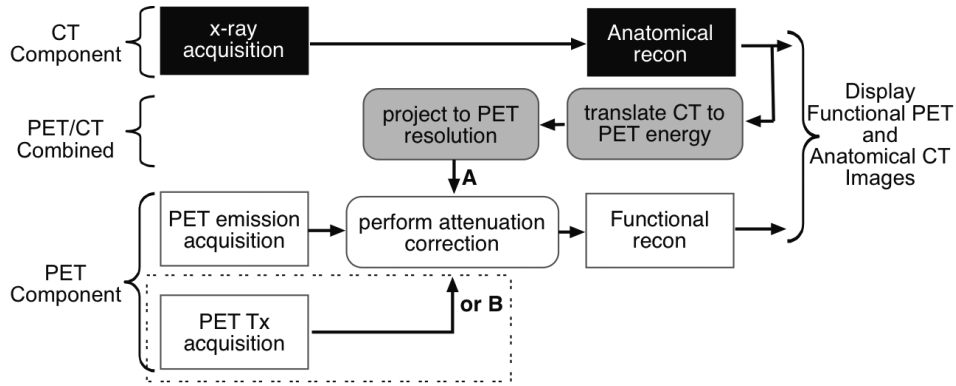 CT
Component
x-ray
acquisition
Anatomical
recon
PET/CT
Combined
project to PET
resolution
translate CT to
PET energy
Display
Functional PET
and
Anatomical CT
Images
A
PET
Component
PET emission
acquisition
perform attenuation
correction
Functional
recon
or B
PET Tx
acquisition